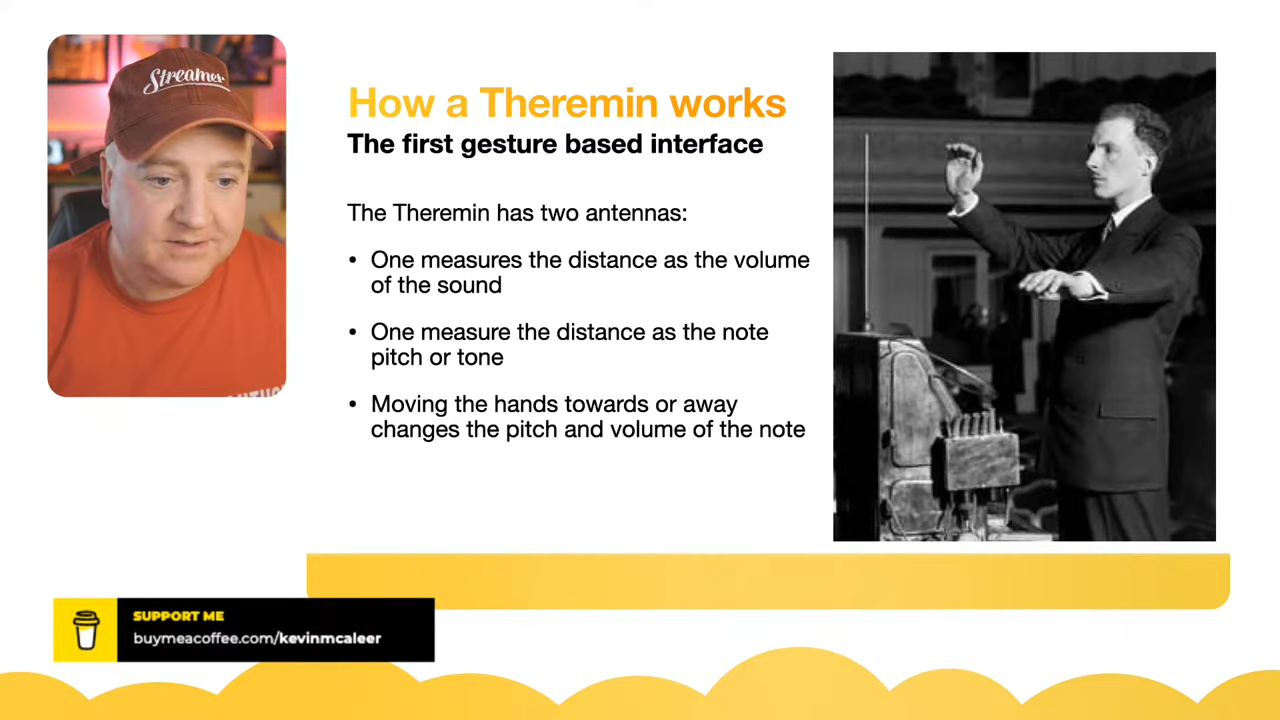 Streamer
How a Theremin works
The first gesture based interface
The Theremin has two antennas:
• One measures the distance as the volume
of the sound
• One measure the distance as the note
pitch or tone
• Moving the hands towards or away
changes the pitch and volume of the note
SUPPORT ME
buymeacoffee.com/kevinmcaleer